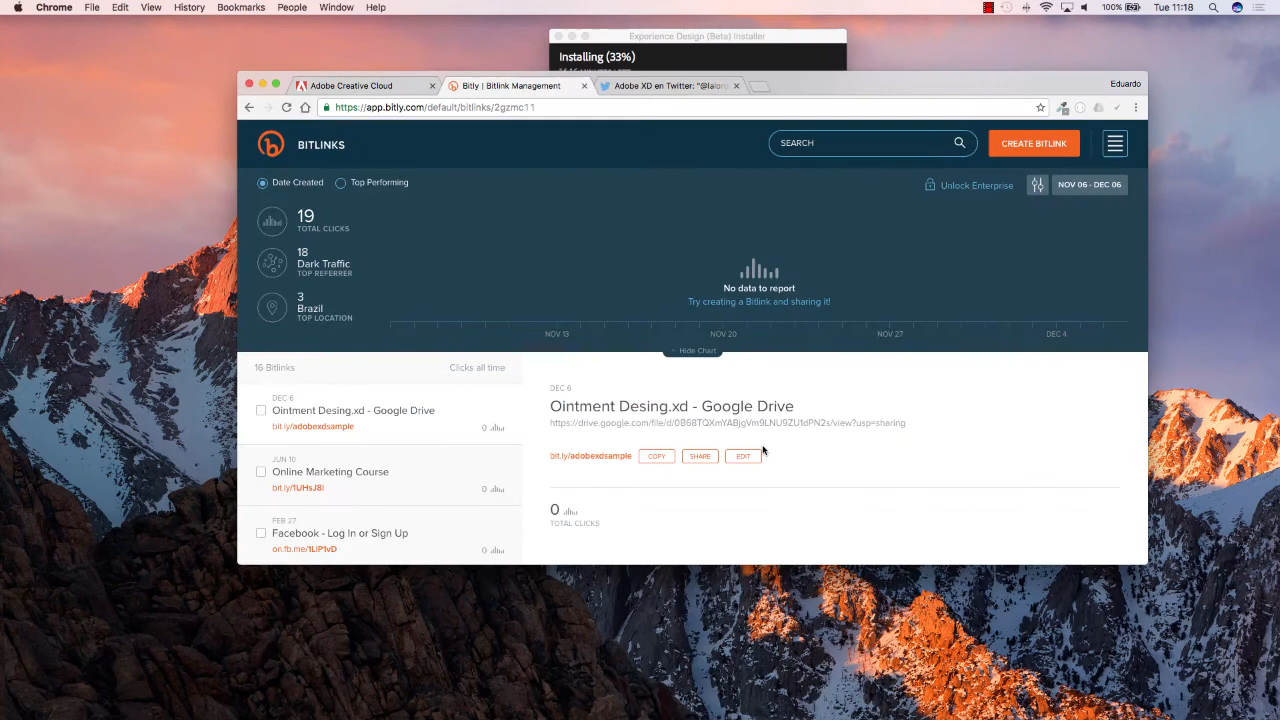 Chrome File Edit View History Bookmarks People Window Help 100% Tue 11:18
Experience Design (Beta) Installer
Installing (33%)
Adobe Creative Cloud
Bitly | Bitlink Management
Adobe XD en Twitter: "@laloro
Eduardo
https://app.bitly.com/default/bitlinks/2gzmc11
BITLINKS
SEARCH
CREATE BITLINK
Date Created Top Performing
Unlock Enterprise
NOV 06 - DEC 06
19
TOTAL CLICKS
18
Dark Traffic
TOP REFERRER
3
Brazil
TOP LOCATION
No data to report
Try creating a Bitlink and sharing it!
NOV 13 NOV 20 NOV 27 DEC 4
Hide Chart
16 Bitlinks Clicks all time
DEC 6
Ointment Desing.xd - Google Drive
bit.ly/adobexdsample 0
JUN 10
Online Marketing Course
bit.ly/1UHsJ8I 0
FEB 27
Facebook - Log In or Sign Up
on.fb.me/1LIP1vD 0
DEC 6
Ointment Desing.xd - Google Drive
https://drive.google.com/file/d/0B68TQXmYABjgVm9LNU9ZU1dPN2s/view?usp=sharing
bit.ly/adobexdsample COPY SHARE EDIT
0
TOTAL CLICKS